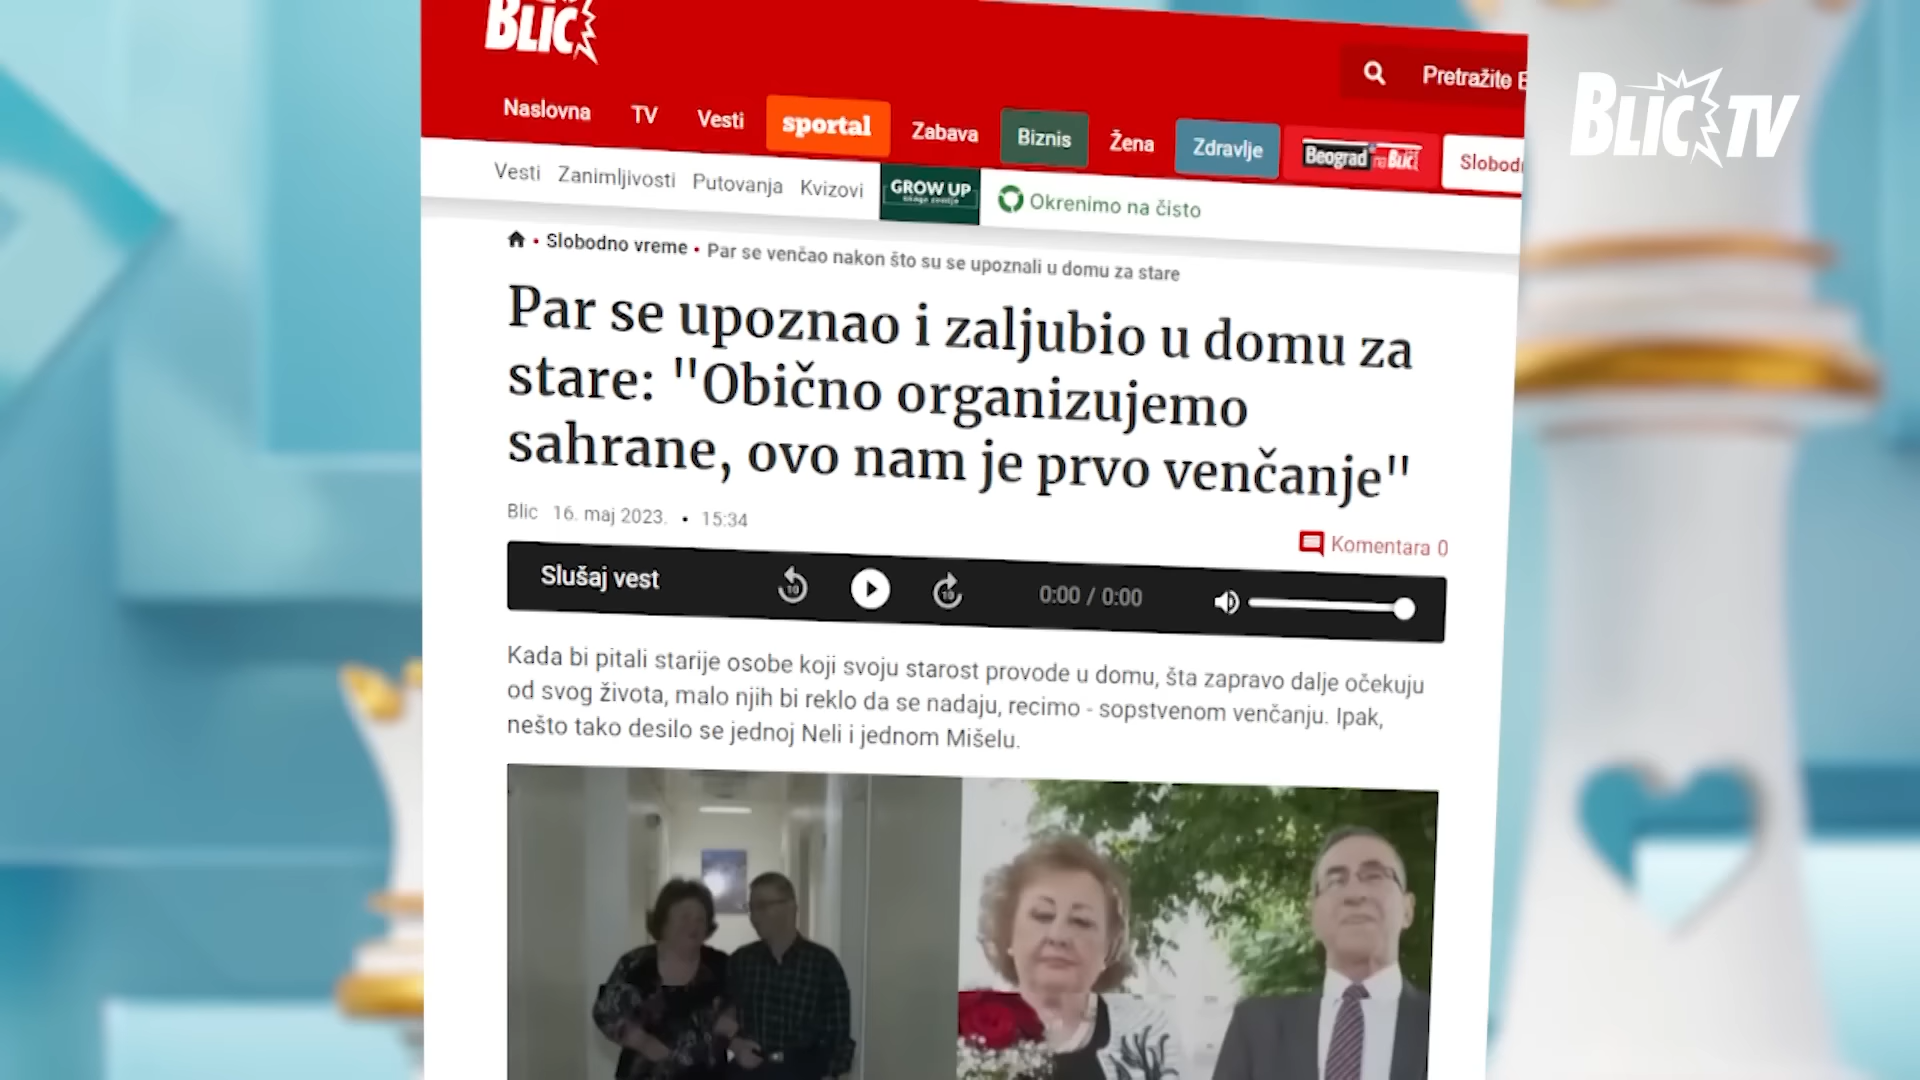 BLIC
Pretražite
BLIC TV
Naslovna TV Vesti sportal Zabava Biznis Žena Zdravlje Beograd na Blic
Vesti Zanimljivosti Putovanja Kvizovi GROW UP Okrenimo na čisto
Slobodno vreme • Par se venčao nakon što su se upoznali u domu za stare
Par se upoznao i zaljubio u domu za
stare: "Obično organizujemo
sahrane, ovo nam je prvo venčanje"
Blic 16. maj 2023. • 15:34
Komentara 0
Slušaj vest 10 10 0:00 / 0:00
Kada bi pitali starije osobe koji svoju starost provode u domu, šta zapravo dalje očekuju
od svog života, malo njih bi reklo da se nadaju, recimo - sopstvenom venčanju. Ipak,
nešto tako desilo se jednoj Neli i jednom Mišelu.